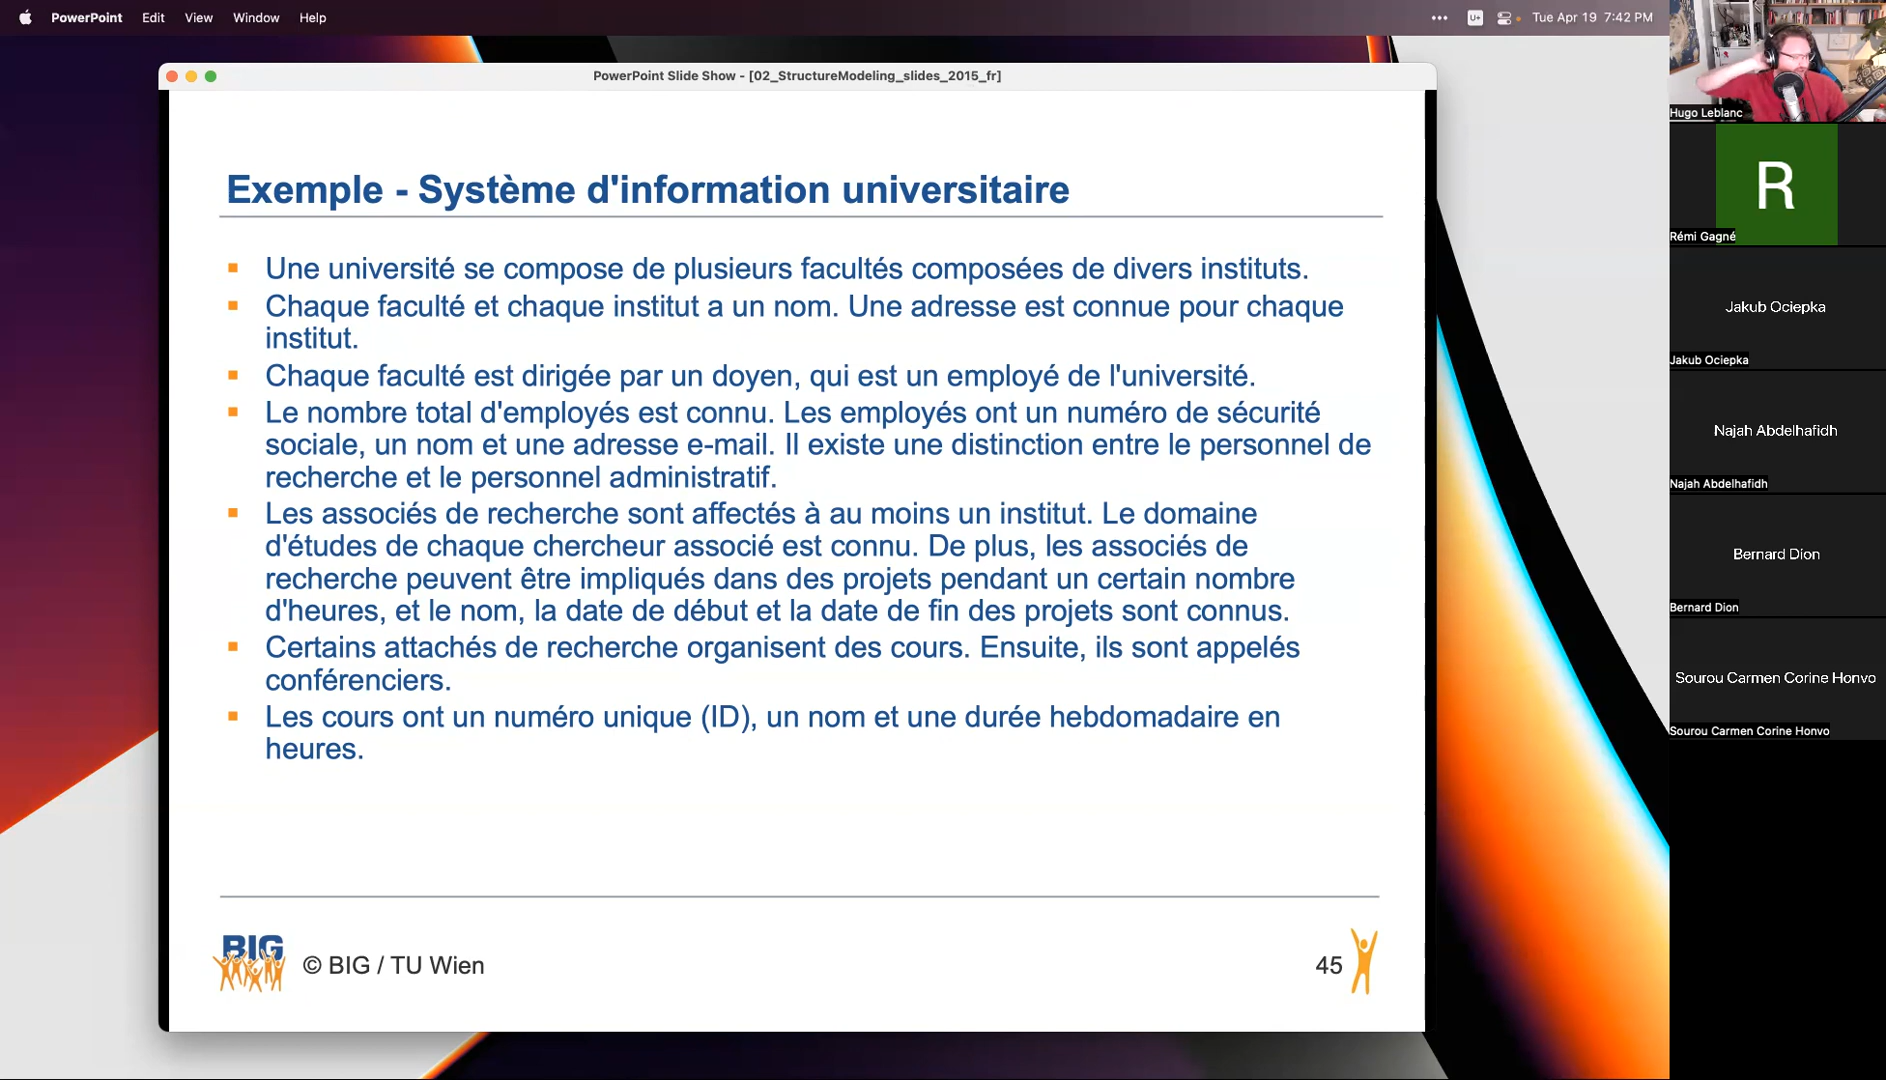 PowerPoint Edit View Window Help
Tue Apr 19 7:42 PM
PowerPoint Slide Show - [02_StructureModeling_slides_2015_fr]
Exemple - Système d'information universitaire
Une université se compose de plusieurs facultés composées de divers instituts.
Chaque faculté et chaque institut a un nom. Une adresse est connue pour chaque
institut.
Chaque faculté est dirigée par un doyen, qui est un employé de l'université.
Le nombre total d'employés est connu. Les employés ont un numéro de sécurité
sociale, un nom et une adresse e-mail. Il existe une distinction entre le personnel de
recherche et le personnel administratif.
Les associés de recherche sont affectés à au moins un institut. Le domaine
d'études de chaque chercheur associé est connu. De plus, les associés de
recherche peuvent être impliqués dans des projets pendant un certain nombre
d'heures, et le nom, la date de début et la date de fin des projets sont connus.
Certains attachés de recherche organisent des cours. Ensuite, ils sont appelés
conférenciers.
Les cours ont un numéro unique (ID), un nom et une durée hebdomadaire en
heures.
BIG
© BIG / TU Wien
45
Hugo Leblanc
R
Rémi Gagné
Jakub Ociepka
Jakub Ociepka
Najah Abdelhafidh
Najah Abdelhafidh
Bernard Dion
Bernard Dion
Sourou Carmen Corine Honvo
Sourou Carmen Corine Honvo